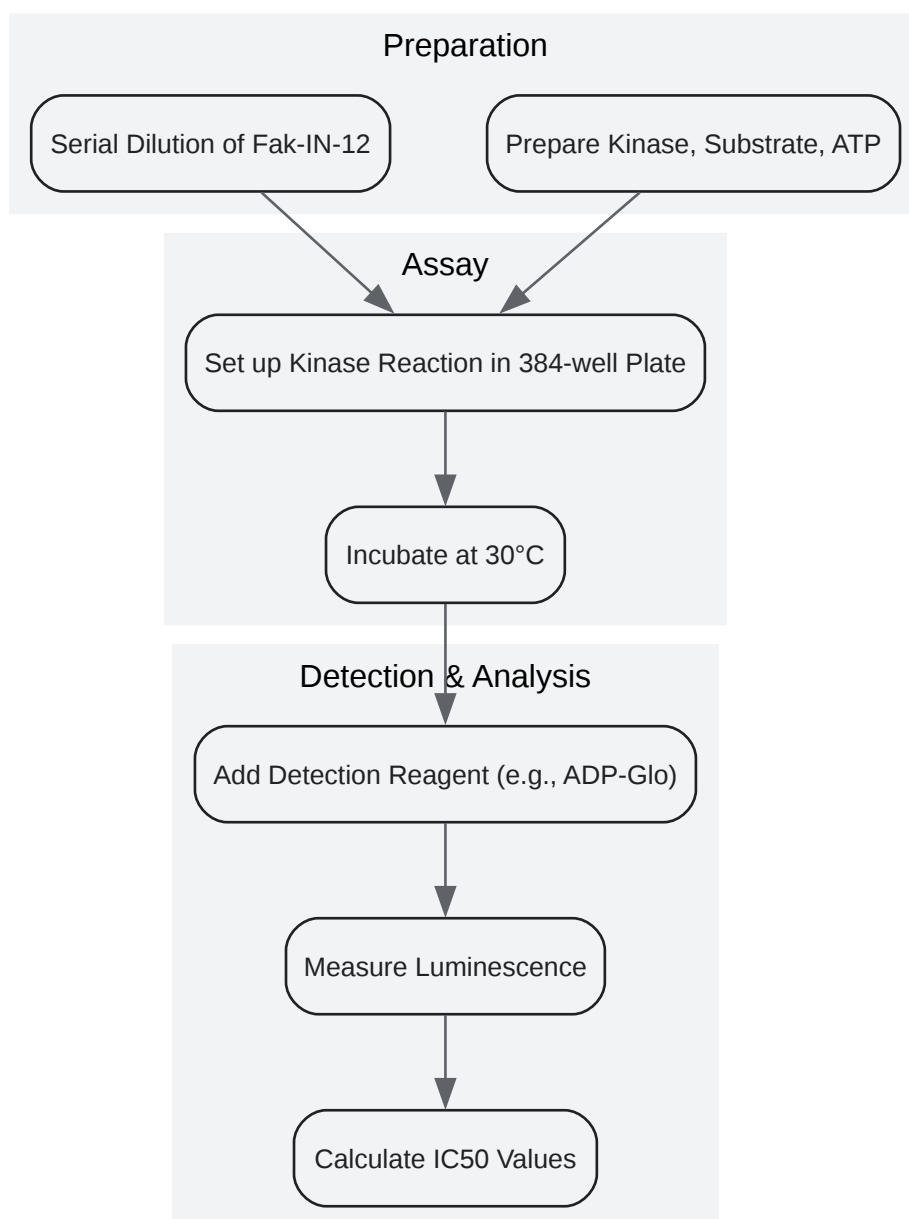 Preparation
Serial Dilution of Fak-IN-12
Prepare Kinase, Substrate, ATP
Assay
Set up Kinase Reaction in 384-well Plate
Incubate at 30°C
Detection & Analysis
Add Detection Reagent (e.g., ADP-Glo)
Measure Luminescence
Calculate IC50 Values